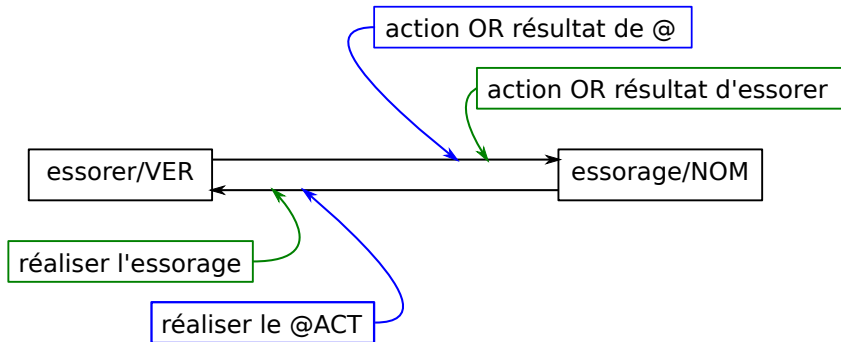 action OR résultat de @
action OR résultat d'essorer
essorer/VER
essorage/NOM
réaliser l'essorage
réaliser le @ACT